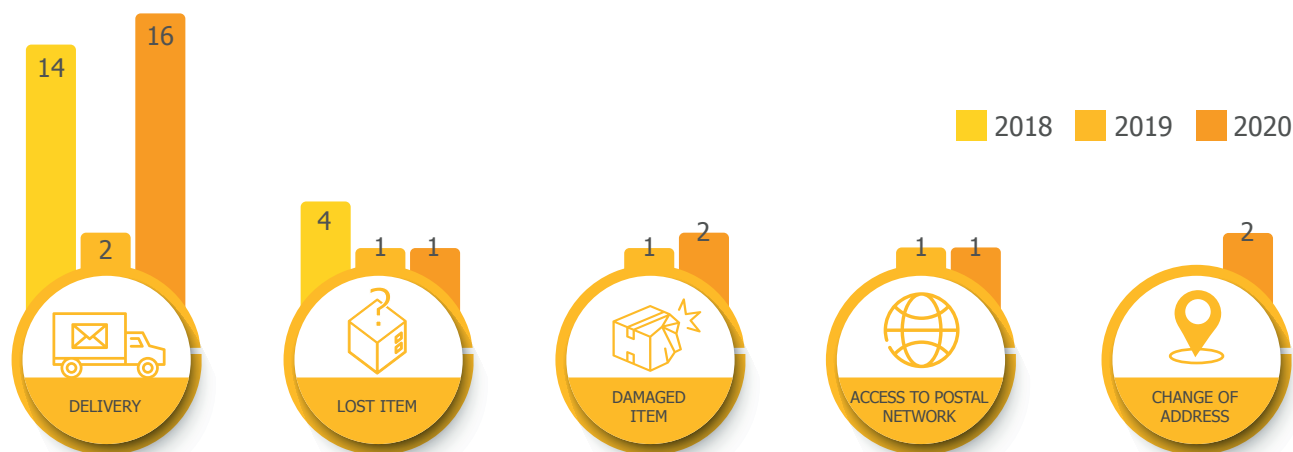 14
2
16
2018 2019 2020
4
1
1
1
2
1
1
2
?
DELIVERY
LOST ITEM
DAMAGED
ITEM
ACCESS TO POSTAL
NETWORK
CHANGE OF
ADDRESS